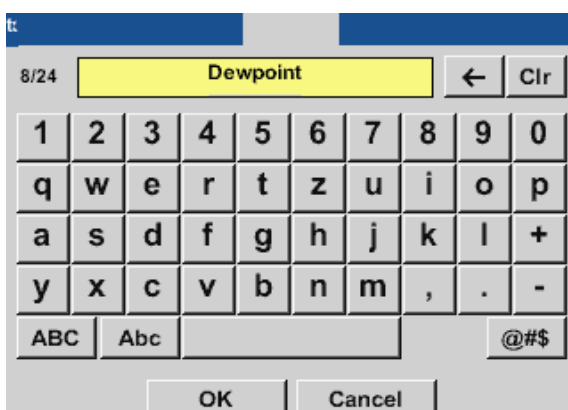 8/24 Dewpoint ← Clr
1 2 3 4 5 6 7 8 9 0
q w e r t z u i o p
a s d f g h j k l +
y x c v b n m , . -
ABC Abc @#$
OK Cancel